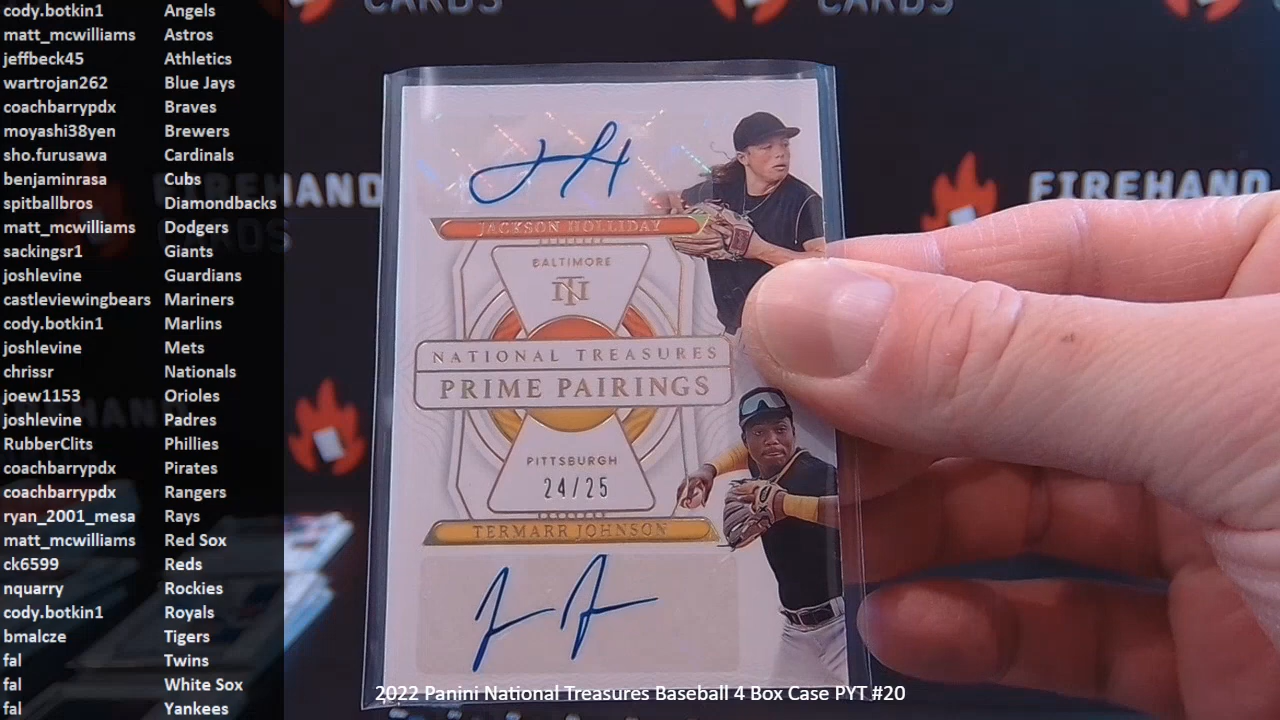 cody.botkin1 Angels
matt_mcwilliams Astros
jeffbeck45 Athletics
wartrojan262 Blue Jays
coachbarrypdx Braves
moyashi38yen Brewers
sho.furusawa Cardinals
benjaminrasa Cubs
spitballbros Diamondbacks
matt_mcwilliams Dodgers
sackingsr1 Giants
joshlevine Guardians
castleviewingbears Mariners
cody.botkin1 Marlins
joshlevine Mets
chrissr Nationals
joew1153 Orioles
joshlevine Padres
RubberClits Phillies
coachbarrypdx Pirates
coachbarrypdx Rangers
ryan_2001_mesa Rays
matt_mcwilliams Red Sox
ck6599 Reds
nquarry Rockies
cody.botkin1 Royals
bmalcze Tigers
fal Twins
fal White Sox
fal Yankees
CARDS
CARDS
FIREHAND
CARDS
FIREHAND
JACKSON HOLLIDAY
BALTIMORE
NT
NATIONAL TREASURES
PRIME PAIRINGS
PITTSBURGH
24/25
TERMARR JOHNSON
2022 Panini National Treasures Baseball 4 Box Case PYT #20